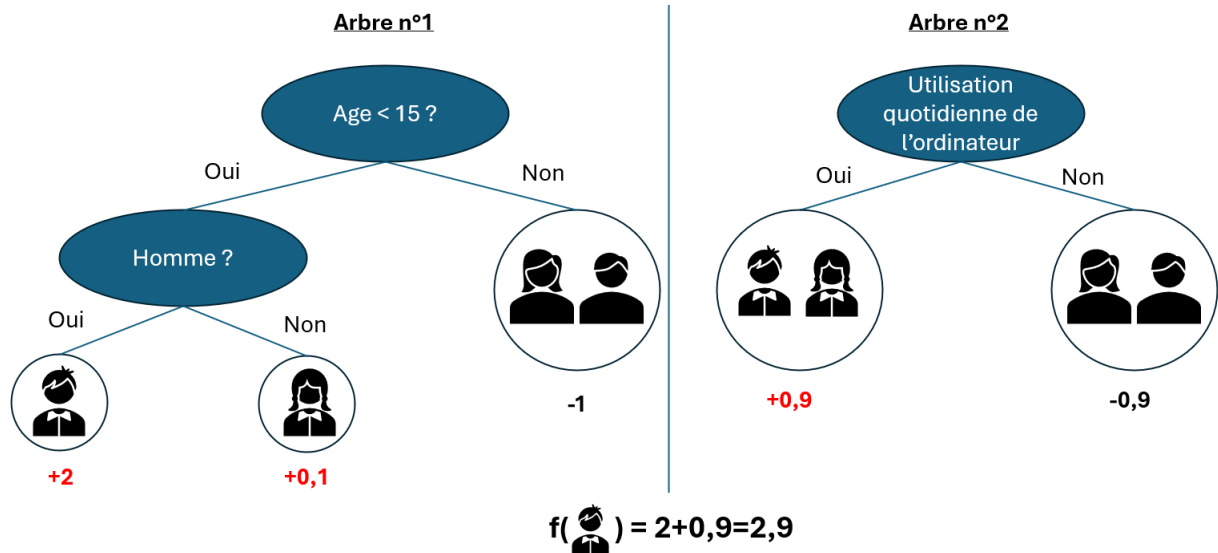 Arbre n°1
Age < 15 ?
Oui
Non
Homme ?
Oui
Non
+2
+0,1
-1
Arbre n°2
Utilisation
quotidienne de
l'ordinateur
Oui
Non
+0,9
-0,9
f( ) = 2+0,9=2,9